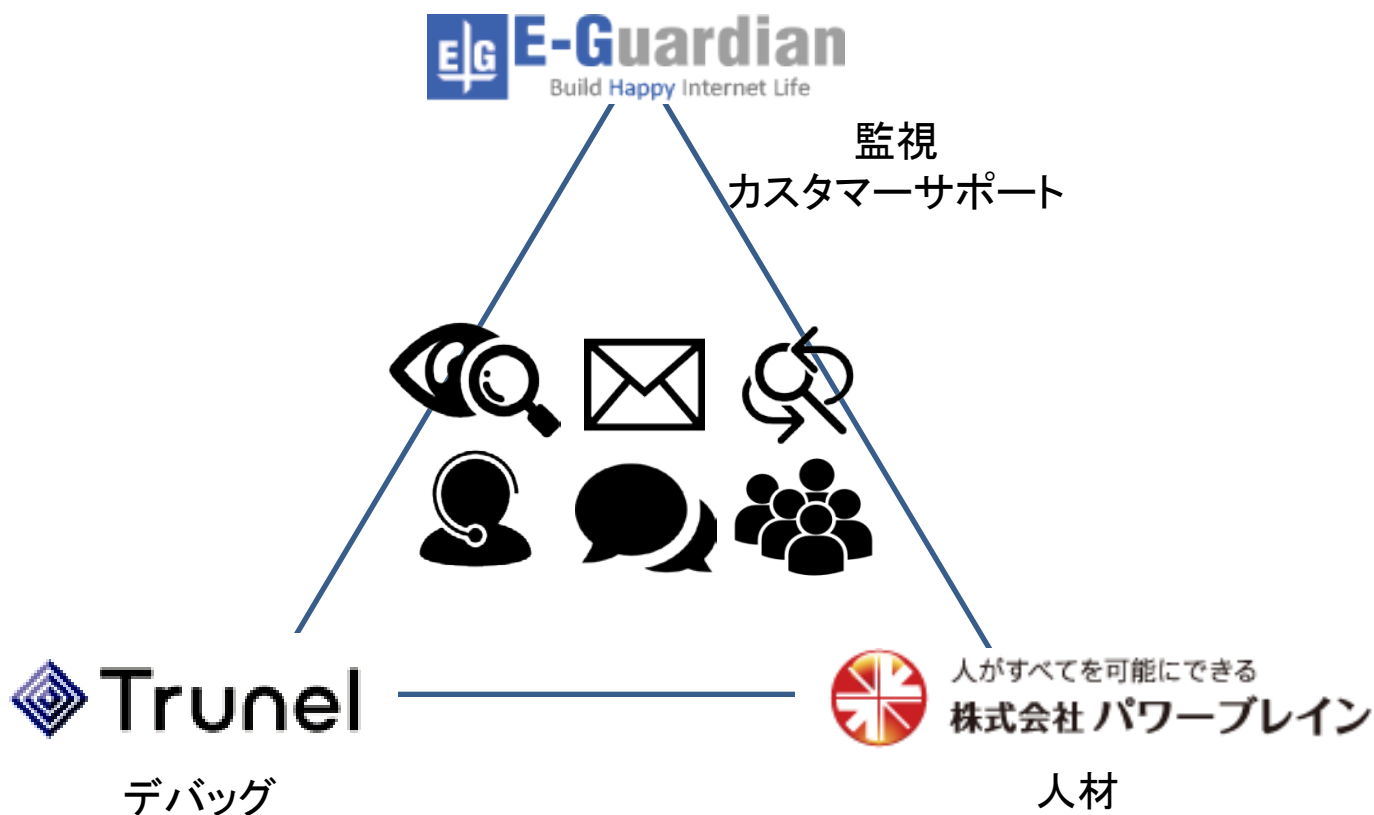 E|G E-Guardian
Build Happy Internet Life
監視
カスタマーサポート
Trunel
デバッグ
人がすべてを可能にできる
株式会社 パワーブレイン
人材